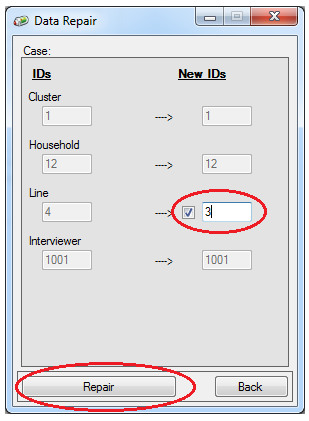 Data Repair
Case:
IDs New IDs
Cluster
1 ----> 1
Household
12 ----> 12
Line
4 ----> 3
Interviewer
1001 ----> 1001
Repair Back